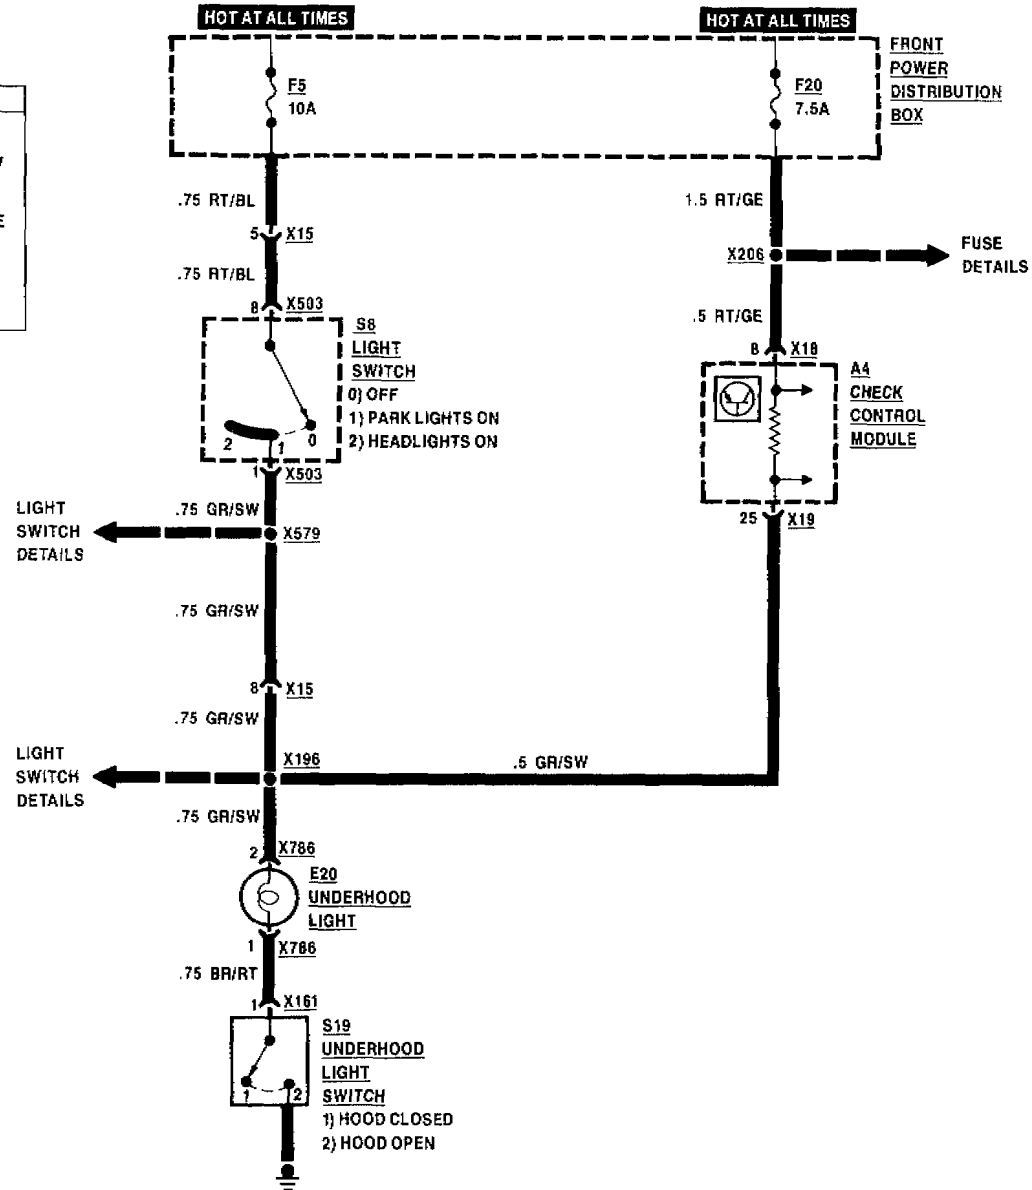 HOT AT ALL TIMES
HOT AT ALL TIMES
F5
10A
F20
7.5A
FRONT
POWER
DISTRIBUTION
BOX
E
.75 RT/BL
5
X15
.75 RT/BL
8
X503
1.5 RT/GE
X206
FUSE
DETAILS
.5 RT/GE
8
X18
S8
LIGHT
SWITCH
0) OFF
1) PARK LIGHTS ON
2) HEADLIGHTS ON
2
1
0
A4
CHECK
CONTROL
MODULE
1
X503
25
X19
LIGHT
SWITCH
DETAILS
.75 GR/SW
X579
.75 GR/SW
8
X15
.75 GR/SW
LIGHT
SWITCH
DETAILS
X196
.5 GR/SW
.75 GR/SW
2
X786
E20
UNDERHOOD
LIGHT
1
X786
.75 BR/RT
1
X161
S19
UNDERHOOD
LIGHT
SWITCH
1) HOOD CLOSED
2) HOOD OPEN
1
2